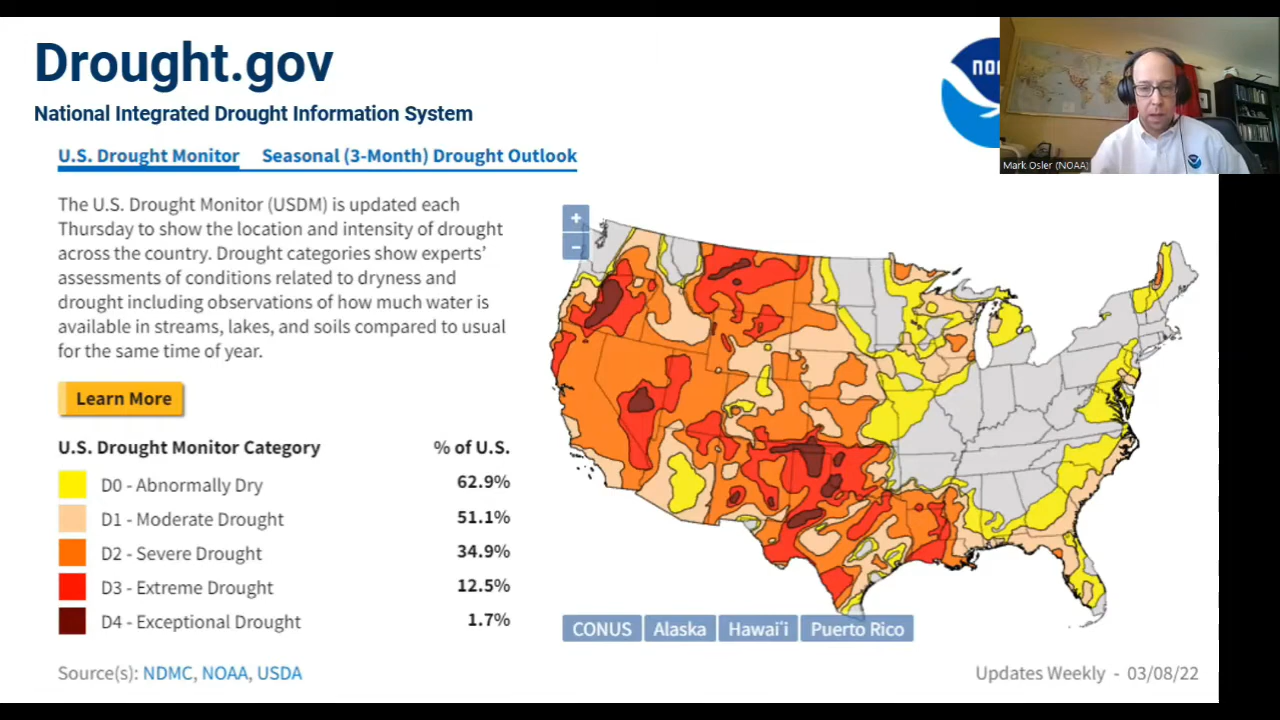 Drought.gov
National Integrated Drought Information System
U.S. Drought Monitor Seasonal (3-Month) Drought Outlook
The U.S. Drought Monitor (USDM) is updated each
Thursday to show the location and intensity of drought
across the country. Drought categories show experts'
assessments of conditions related to dryness and
drought including observations of how much water is
available in streams, lakes, and soils compared to usual
for the same time of year.
Learn More
U.S. Drought Monitor Category % of U.S.
D0 - Abnormally Dry 62.9%
D1 - Moderate Drought 51.1%
D2 - Severe Drought 34.9%
D3 - Extreme Drought 12.5%
D4 - Exceptional Drought 1.7%
Source(s): NDMC, NOAA, USDA
Mark Osler (NOAA)
+
−
CONUS Alaska Hawai'i Puerto Rico
Updates Weekly - 03/08/22